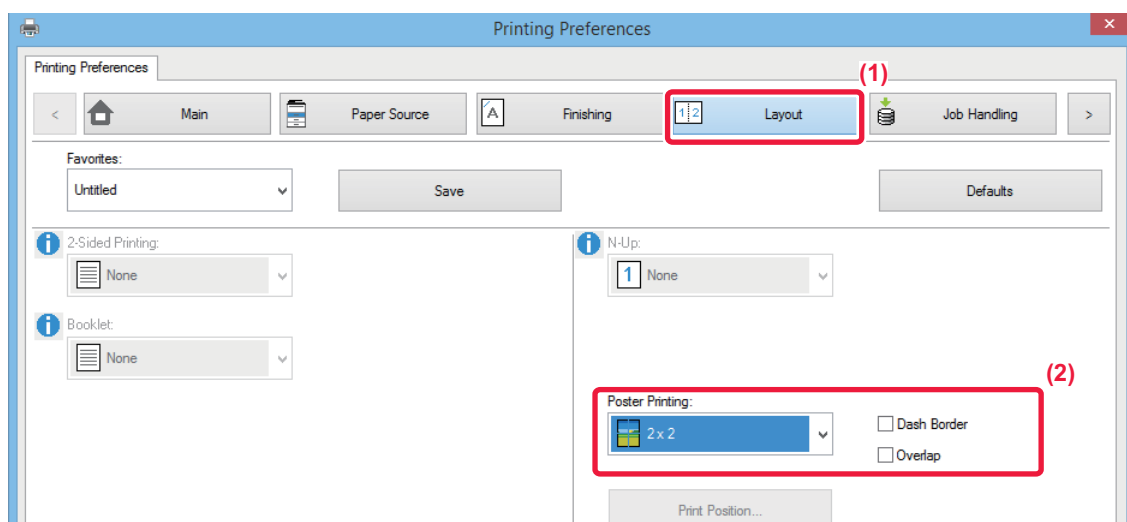 Printing Preferences
Printing Preferences
(1)
< Main Paper Source A Finishing 1 2 Layout Job Handling >
Favorites:
Untitled Save Defaults
2-Sided Printing: N-Up:
None 1 None
Booklet:
None
(2)
Poster Printing:
2 x 2 Dash Border
Overlap
Print Position...